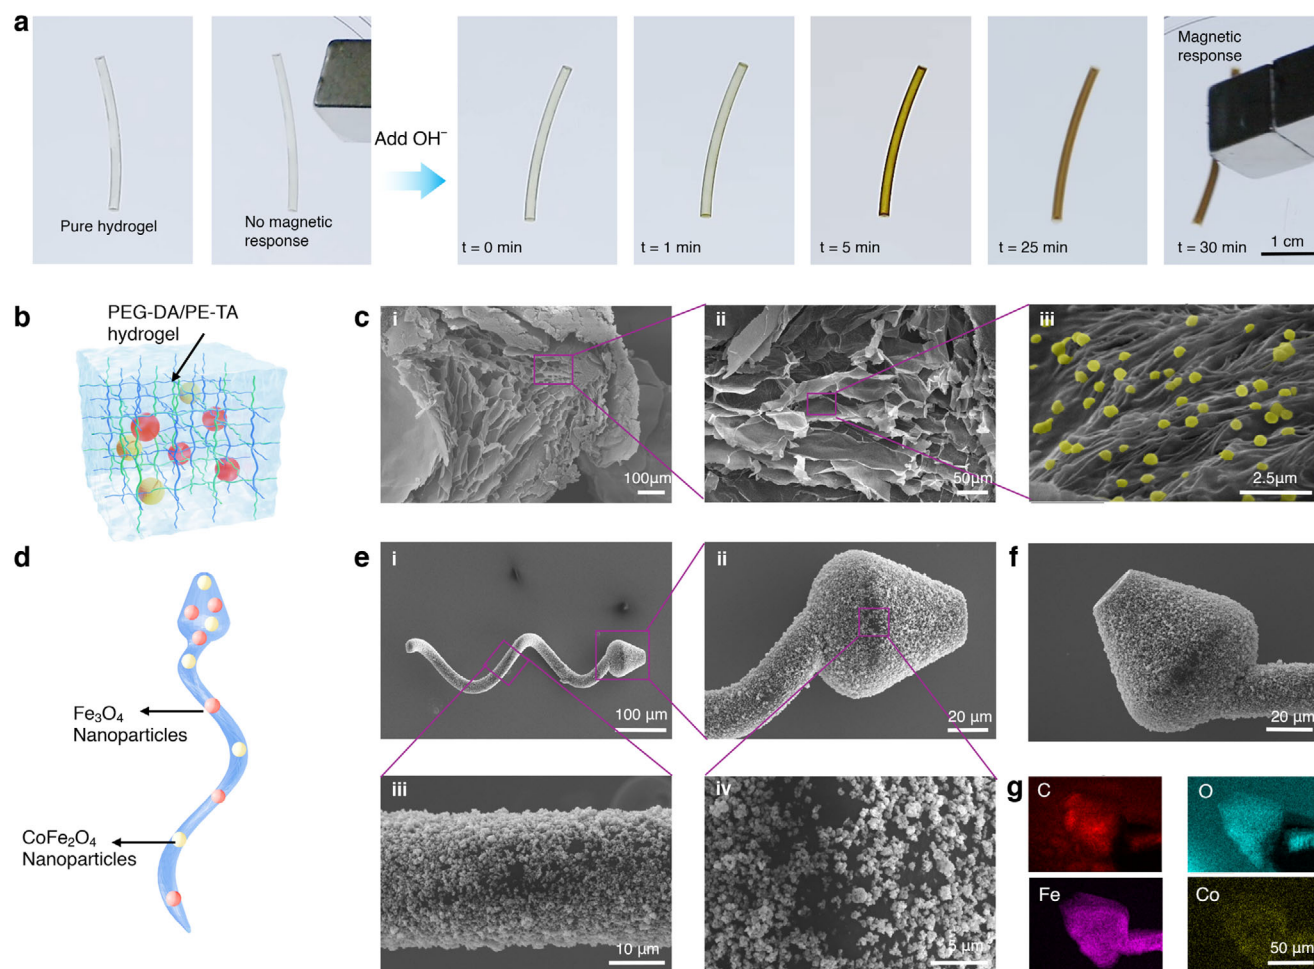 a
Pure hydrogel
No magnetic
response
Add OH⁻
t = 0 min
t = 1 min
t = 5 min
t = 25 min
Magnetic
response
t = 30 min
1 cm
b
PEG-DA/PE-TA
hydrogel
c
i
100μm
ii
50μm
iii
2.5μm
d
Fe₃O₄
Nanoparticles
CoFe₂O₄
Nanoparticles
e
i
100 μm
ii
20 μm
iii
10 μm
iv
5 μm
f
20 μm
g
C
O
Fe
Co
50 μm